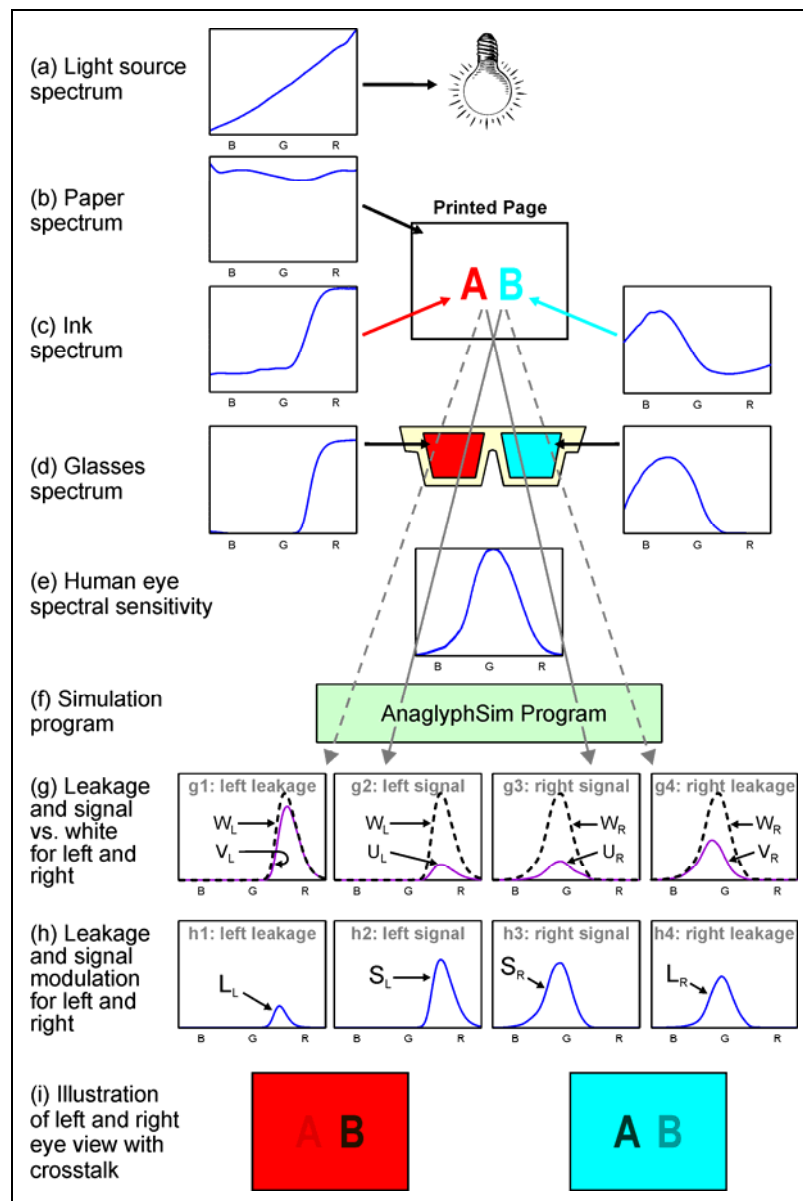 (a) Light source
spectrum
B G R
(b) Paper
spectrum
B G R
Printed Page
A B
(c) Ink
spectrum
B G R
B G R
(d) Glasses
spectrum
B G R
B G R
(e) Human eye
spectral sensitivity
B G R
(f) Simulation
program
AnaglyphSim Program
(g) Leakage
and signal
vs. white
for left and
right
g1: left leakage
WL
VL
B G R
g2: left signal
WL
UL
B G R
g3: right signal
WR
UR
B G R
g4: right leakage
WR
VR
B G R
(h) Leakage
and signal
modulation
for left and
right
h1: left leakage
LL
B G R
h2: left signal
SL
B G R
h3: right signal
SR
B G R
h4: right leakage
LR
B G R
(i) Illustration
of left and right
eye view with
crosstalk
A B
A B